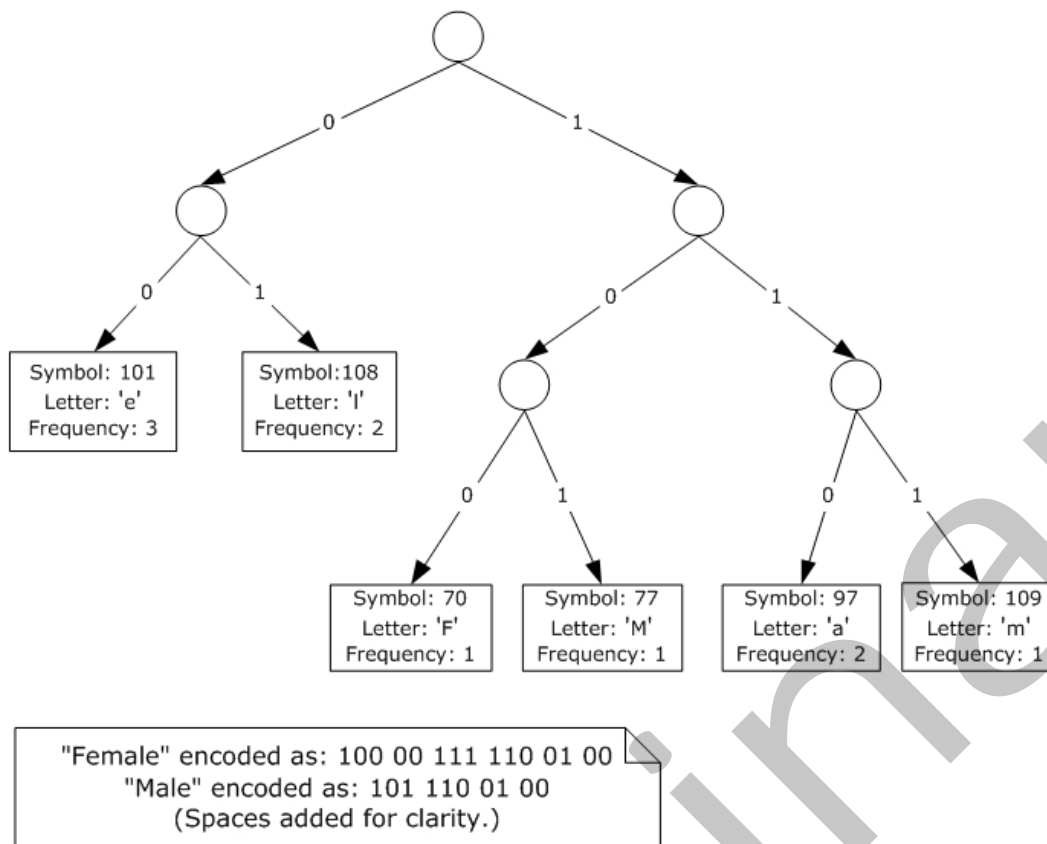 0
1
0
1
0
1
Symbol: 101
Letter: 'e'
Frequency: 3
Symbol:108
Letter: 'l'
Frequency: 2
0
1
0
1
Symbol: 70
Letter: 'F'
Frequency: 1
Symbol: 77
Letter: 'M'
Frequency: 1
Symbol: 97
Letter: 'a'
Frequency: 2
Symbol: 109
Letter: 'm'
Frequency: 1
"Female" encoded as: 100 00 111 110 01 00
"Male" encoded as: 101 110 01 00
(Spaces added for clarity.)